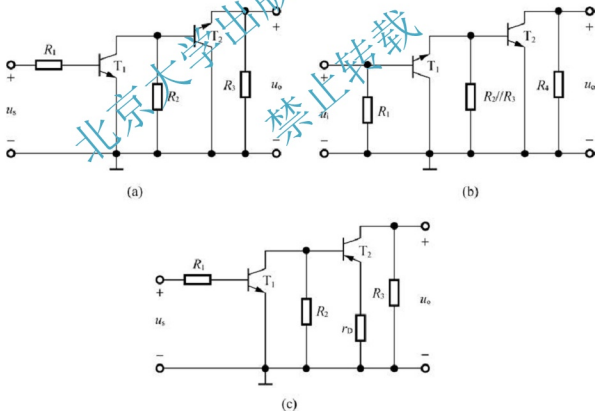 R1
T1
T2
R2
R3
+
us
−
+
uo
−
(a)
+
ui
−
R1
T1
T2
R2//R3
R4
+
uo
−
(b)
R1
+
us
−
T1
T2
R2
rD
R3
+
uo
−
(c)
北京大学出版
禁止转载